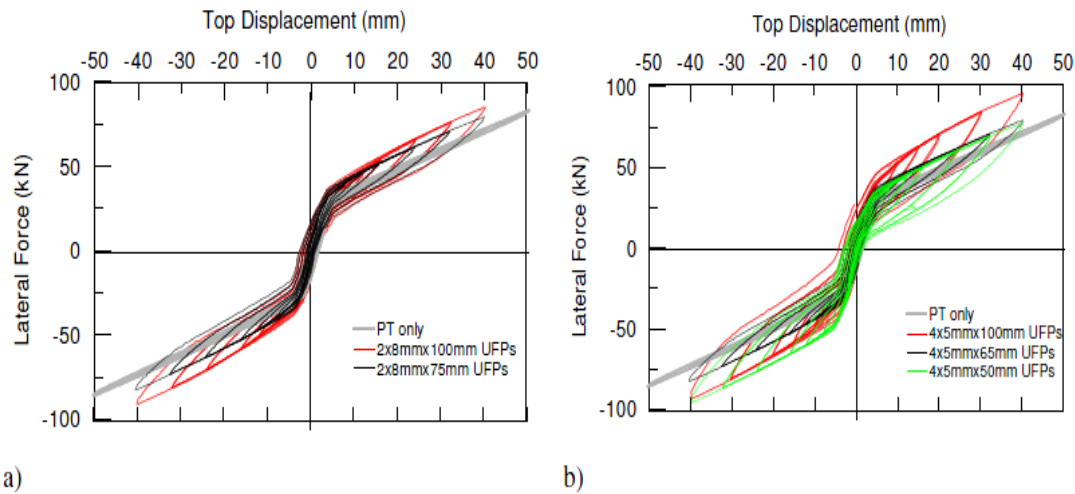 Top Displacement (mm)
-50 -40 -30 -20 -10 0 10 20 30 40 50
100
50
0
-50
-100
Lateral Force (kN)
PT only
2x8mmx100mm UFPs
2x8mmx75mm UFPs
a)
Top Displacement (mm)
-50 -40 -30 -20 -10 0 10 20 30 40 50
100
50
0
-50
-100
Lateral Force (kN)
PT only
4x5mmx100mm UFPs
4x5mmx65mm UFPs
4x5mmx50mm UFPs
b)